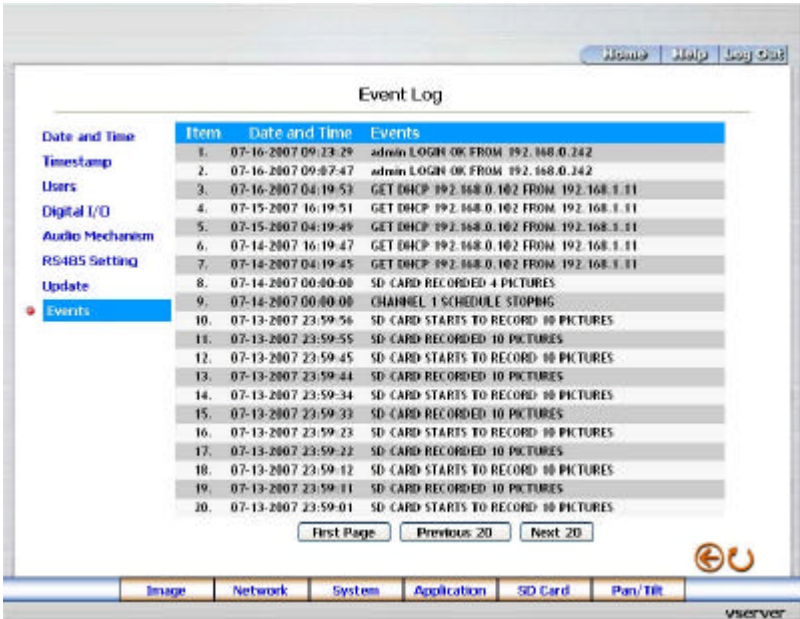 Home Help Log Out
Event Log
Date and Time
Timestamp
Users
Digital I/O
Audio Mechanism
RS485 Setting
Update
Events
Item Date and Time Events
1. 07-16-2007 09:23:29 admin LOGIN OK FROM 192.168.0.242
2. 07-16-2007 09:07:47 admin LOGIN OK FROM 192.168.0.242
3. 07-16-2007 04:19:53 GET DHCP 192.168.0.102 FROM 192.168.1.11
4. 07-15-2007 16:19:51 GET DHCP 192.168.0.102 FROM 192.168.1.11
5. 07-15-2007 04:19:49 GET DHCP 192.168.0.102 FROM 192.168.1.11
6. 07-14-2007 16:19:47 GET DHCP 192.168.0.102 FROM 192.168.1.11
7. 07-14-2007 04:19:45 GET DHCP 192.168.0.102 FROM 192.168.1.11
8. 07-14-2007 00:00:00 SD CARD RECORDED 4 PICTURES
9. 07-14-2007 00:00:00 CHANNEL 1 SCHEDULE STOPING
10. 07-13-2007 23:59:56 SD CARD STARTS TO RECORD 10 PICTURES
11. 07-13-2007 23:59:55 SD CARD RECORDED 10 PICTURES
12. 07-13-2007 23:59:45 SD CARD STARTS TO RECORD 10 PICTURES
13. 07-13-2007 23:59:44 SD CARD RECORDED 10 PICTURES
14. 07-13-2007 23:59:34 SD CARD STARTS TO RECORD 10 PICTURES
15. 07-13-2007 23:59:33 SD CARD RECORDED 10 PICTURES
16. 07-13-2007 23:59:23 SD CARD STARTS TO RECORD 10 PICTURES
17. 07-13-2007 23:59:22 SD CARD RECORDED 10 PICTURES
18. 07-13-2007 23:59:12 SD CARD STARTS TO RECORD 10 PICTURES
19. 07-13-2007 23:59:11 SD CARD RECORDED 10 PICTURES
20. 07-13-2007 23:59:01 SD CARD STARTS TO RECORD 10 PICTURES
First Page Previous 20 Next 20
Image Network System Application SD Card Pan/Tilt
vserver